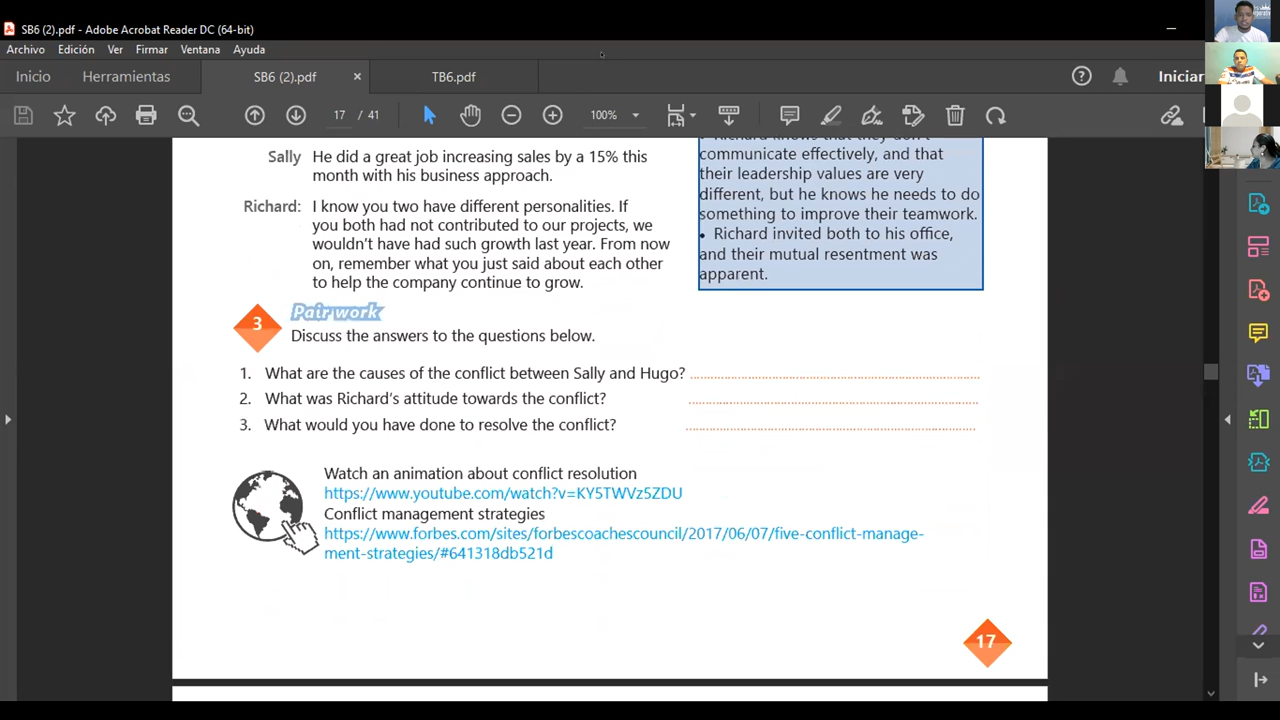 SB6 (2).pdf - Adobe Acrobat Reader DC (64-bit)
Archivo Edición Ver Firmar Ventana Ayuda
Inicio Herramientas SB6 (2).pdf × TB6.pdf Iniciar
17 / 41 100%
Sally He did a great job increasing sales by a 15% this
month with his business approach.
Richard: I know you two have different personalities. If
you both had not contributed to our projects, we
wouldn't have had such growth last year. From now
on, remember what you just said about each other
to help the company continue to grow.
• Richard knows that they don't
communicate effectively, and that
their leadership values are very
different, but he knows he needs to do
something to improve their teamwork.
• Richard invited both to his office,
and their mutual resentment was
apparent.
3 Pair work
Discuss the answers to the questions below.
1. What are the causes of the conflict between Sally and Hugo?
2. What was Richard's attitude towards the conflict?
3. What would you have done to resolve the conflict?
Watch an animation about conflict resolution
https://www.youtube.com/watch?v=KY5TWVz5ZDU
Conflict management strategies
https://www.forbes.com/sites/forbescoachescouncil/2017/06/07/five-conflict-manage-
ment-strategies/#641318db521d
17